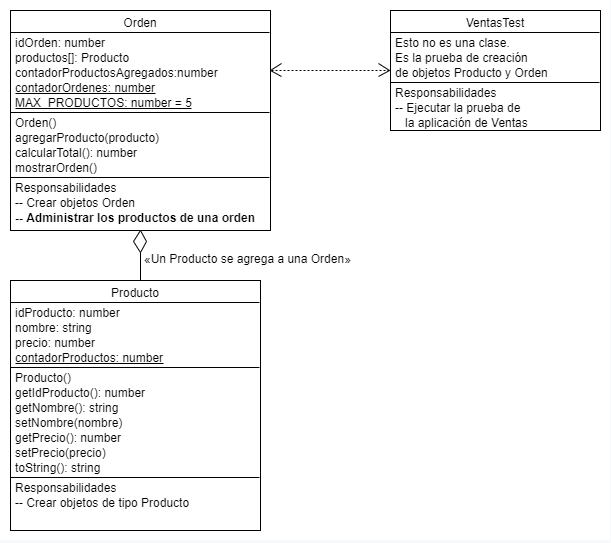 Orden
idOrden: number
productos[]: Producto
contadorProductosAgregados:number
contadorOrdenes: number
MAX_PRODUCTOS: number = 5
Orden()
agregarProducto(producto)
calcularTotal(): number
mostrarOrden()
Responsabilidades
-- Crear objetos Orden
-- Administrar los productos de una orden
VentasTest
Esto no es una clase.
Es la prueba de creación
de objetos Producto y Orden
Responsabilidades
-- Ejecutar la prueba de
la aplicación de Ventas
«Un Producto se agrega a una Orden»
Producto
idProducto: number
nombre: string
precio: number
contadorProductos: number
Producto()
getIdProducto(): number
getNombre(): string
setNombre(nombre)
getPrecio(): number
setPrecio(precio)
toString(): string
Responsabilidades
-- Crear objetos de tipo Producto